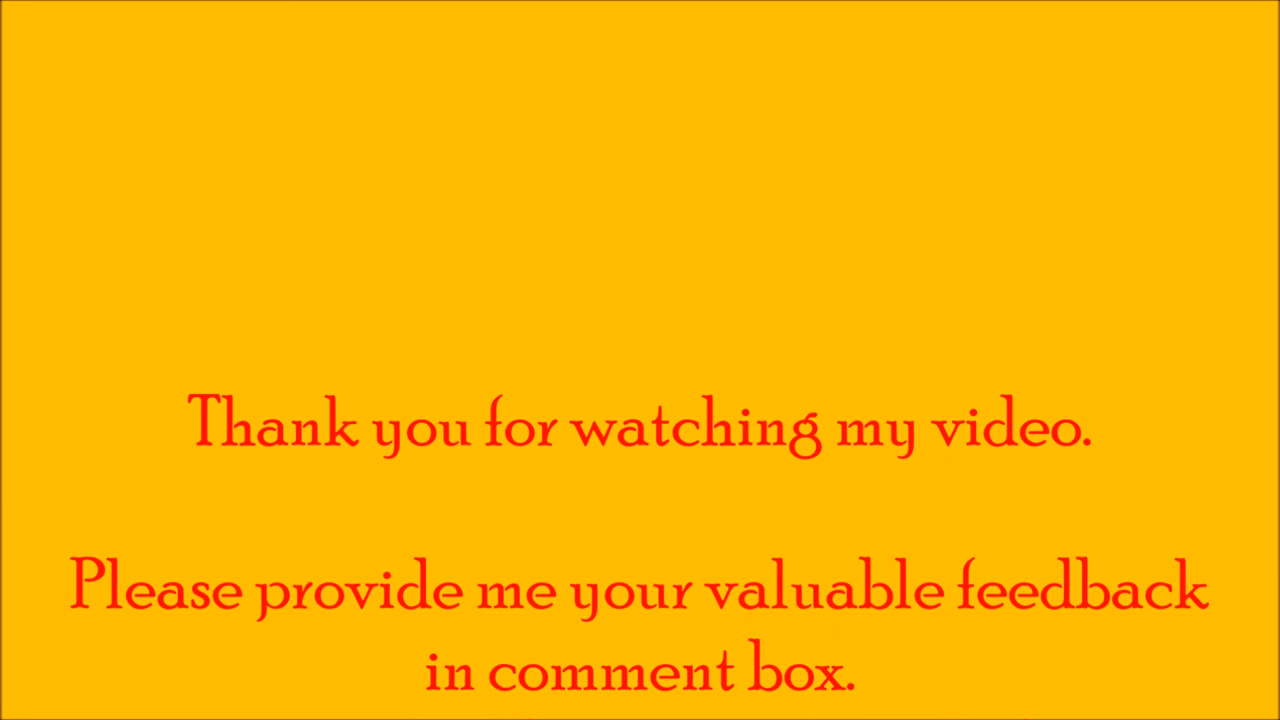 Thank you for watching my video.
Please provide me your valuable feedback
in comment box.